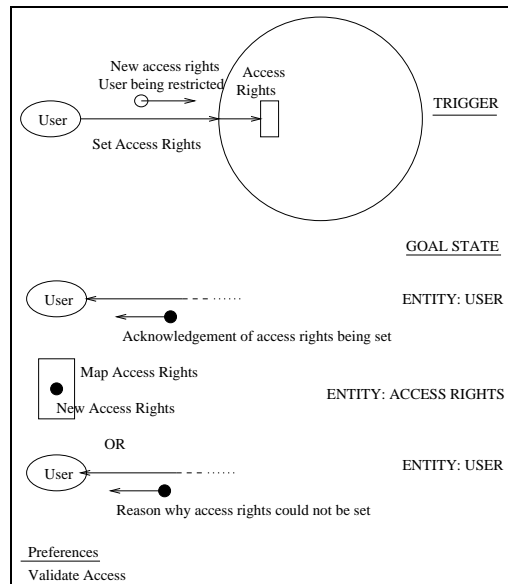 New access rights
User being restricted
Access
Rights
TRIGGER
User
Set Access Rights
GOAL STATE
User
ENTITY: USER
Acknowledgement of access rights being set
Map Access Rights
New Access Rights
ENTITY: ACCESS RIGHTS
OR
User
ENTITY: USER
Reason why access rights could not be set
Preferences
Validate Access